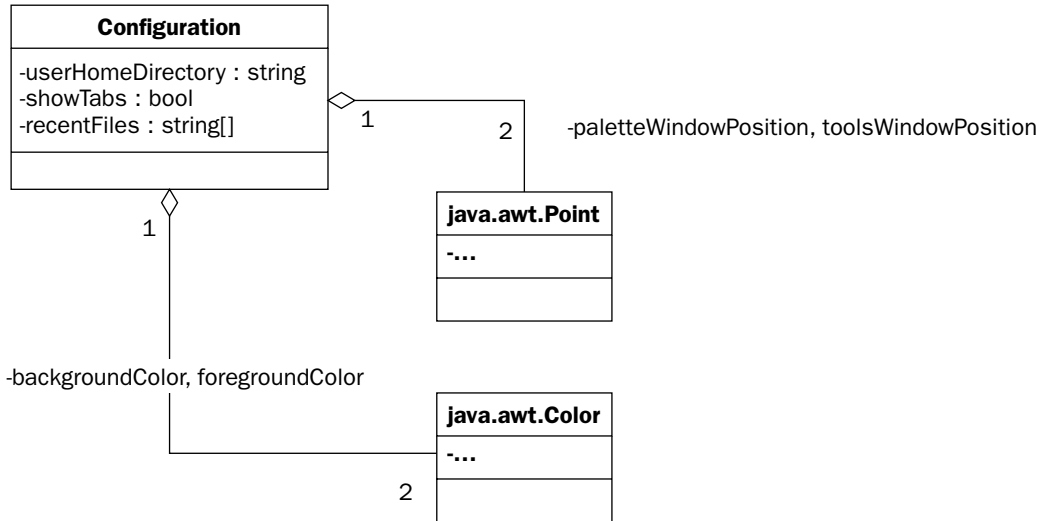 Configuration
-userHomeDirectory : string
-showTabs : bool
-recentFiles : string[]
1
2
-paletteWindowPosition, toolsWindowPosition
java.awt.Point
-...
1
-backgroundColor, foregroundColor
java.awt.Color
-...
2